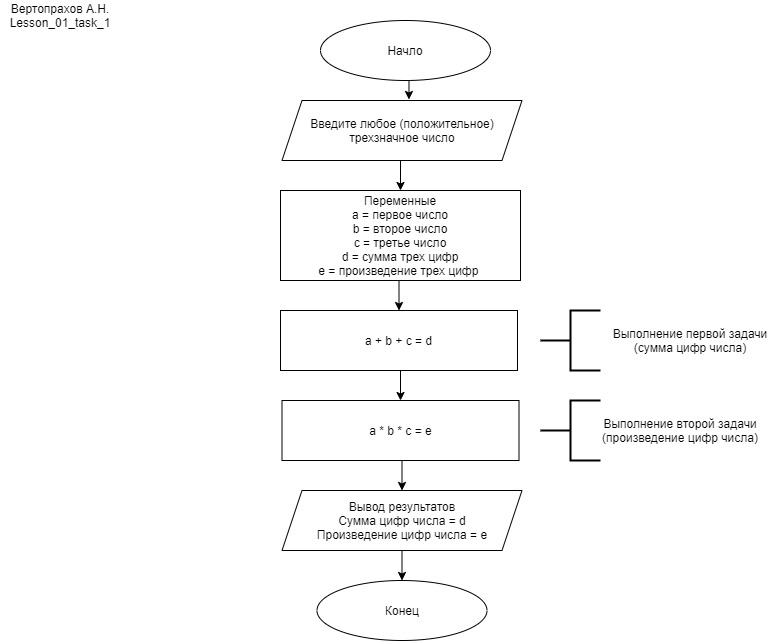 Вертопрахов А.Н.
Lesson_01_task_1
Начло
Введите любое (положительное)
трехзначное число
Переменные
a = первое число
b = второе число
c = третье число
d = сумма трех цифр
e = произведение трех цифр
a + b + c = d
Выполнение первой задачи
(сумма цифр числа)
a * b * c = e
Выполнение второй задачи
(произведение цифр числа)
Вывод результатов
Сумма цифр числа = d
Произведение цифр числа = e
Конец